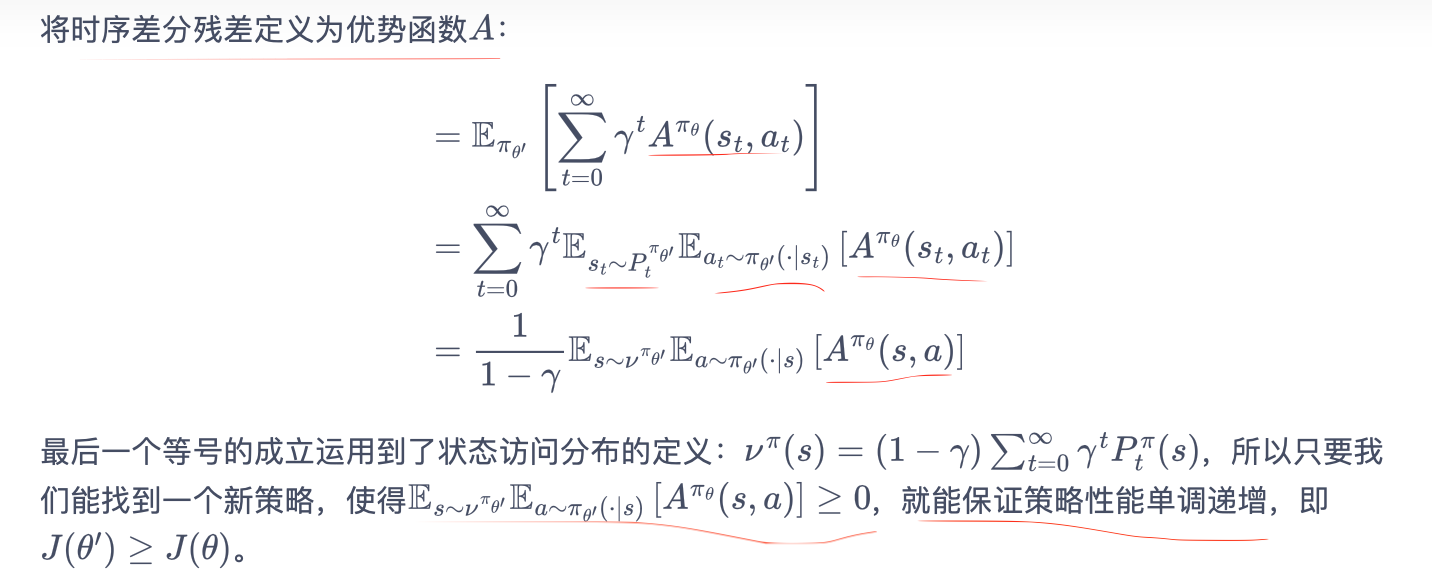 将时序差分残差定义为优势函数$A$：
$= \mathbb{E}_{\pi_{\theta'}} \left[ \sum_{t=0}^{\infty} \gamma^t A^{\pi_\theta}(s_t, a_t) \right]$
$= \sum_{t=0}^{\infty} \gamma^t \mathbb{E}_{s_t \sim P_t^{\pi_{\theta'}}} \mathbb{E}_{a_t \sim \pi_{\theta'}(\cdot|s_t)} [A^{\pi_\theta}(s_t, a_t)]$
$= \frac{1}{1-\gamma} \mathbb{E}_{s \sim \nu^{\pi_{\theta'}}} \mathbb{E}_{a \sim \pi_{\theta'}(\cdot|s)} [A^{\pi_\theta}(s, a)]$
最后一个等号的成立运用到了状态访问分布的定义：$\nu^\pi(s) = (1-\gamma) \sum_{t=0}^{\infty} \gamma^t P_t^\pi(s)$，所以只要我
们能找到一个新策略，使得$\mathbb{E}_{s \sim \nu^{\pi_{\theta'}}} \mathbb{E}_{a \sim \pi_{\theta'}(\cdot|s)} [A^{\pi_\theta}(s, a)] \geq 0$，就能保证策略性能单调递增，即
$J(\theta') \geq J(\theta)$。